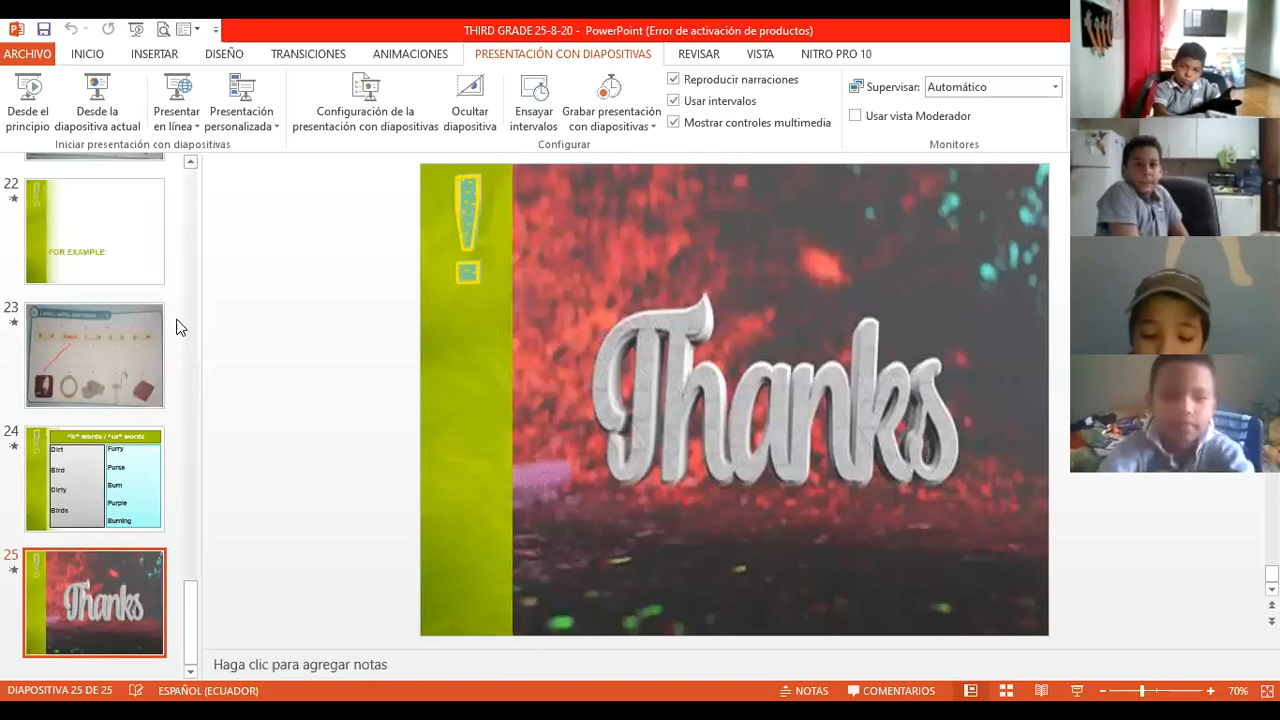 THIRD GRADE 25-8-20 - PowerPoint (Error de activación de productos)
ARCHIVO INICIO INSERTAR DISEÑO TRANSICIONES ANIMACIONES PRESENTACIÓN CON DIAPOSITIVAS REVISAR VISTA NITRO PRO 10
Desde el principio
Desde la diapositiva actual
Presentar en línea
Presentación personalizada
Configuración de la presentación con diapositivas
Ocultar diapositiva
Ensayar intervalos
Grabar presentación con diapositivas
Reproducir narraciones
Usar intervalos
Mostrar controles multimedia
Supervisar: Automático
Usar vista Moderador
Iniciar presentación con diapositivas
Configurar
Monitores
22
FOR EXAMPLE:
23
24
"ir" words / "ur" words
Dirt
Bird
Dirty
Birds
Furry
Purse
Burn
Purple
Burning
25
Thanks
!
Thanks
Haga clic para agregar notas
DIAPOSITIVA 25 DE 25 ESPAÑOL (ECUADOR) NOTAS COMENTARIOS 70%